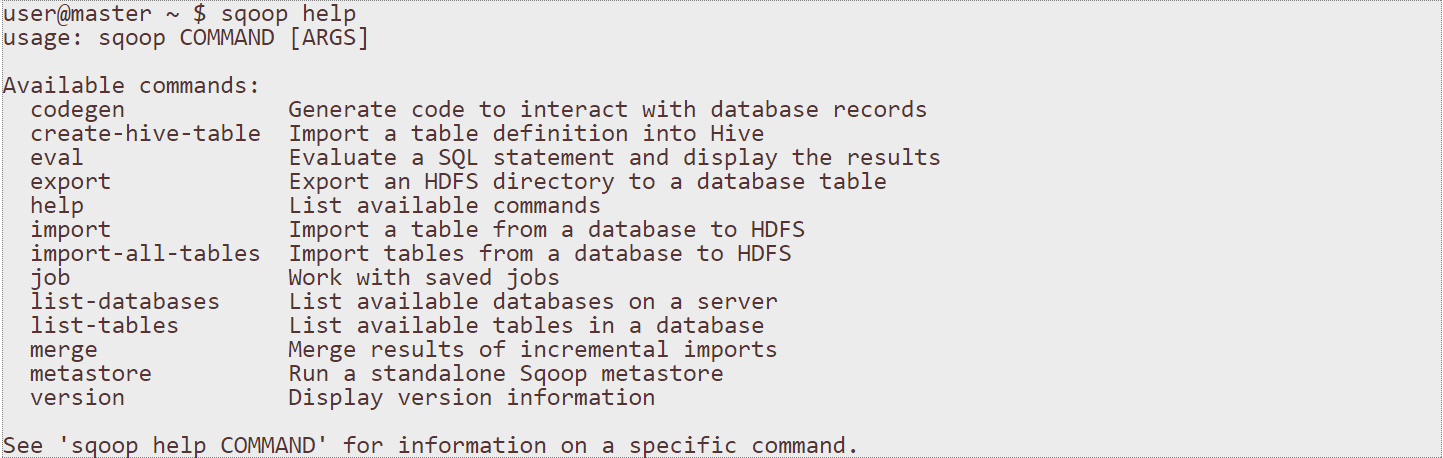 user@master ~ $ sqoop help
usage: sqoop COMMAND [ARGS]

Available commands:
  codegen            Generate code to interact with database records
  create-hive-table  Import a table definition into Hive
  eval               Evaluate a SQL statement and display the results
  export             Export an HDFS directory to a database table
  help               List available commands
  import             Import a table from a database to HDFS
  import-all-tables  Import tables from a database to HDFS
  job                Work with saved jobs
  list-databases     List available databases on a server
  list-tables        List available tables in a database
  merge              Merge results of incremental imports
  metastore          Run a standalone Sqoop metastore
  version            Display version information

See 'sqoop help COMMAND' for information on a specific command.